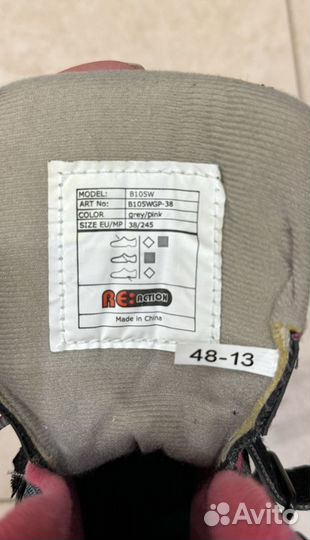 MODEL: B105W
ART No: B105WGP-38
COLOR grey/pink
SIZE EU/MP 38/245
RE:ACTION
Made in China
48-13
Avito